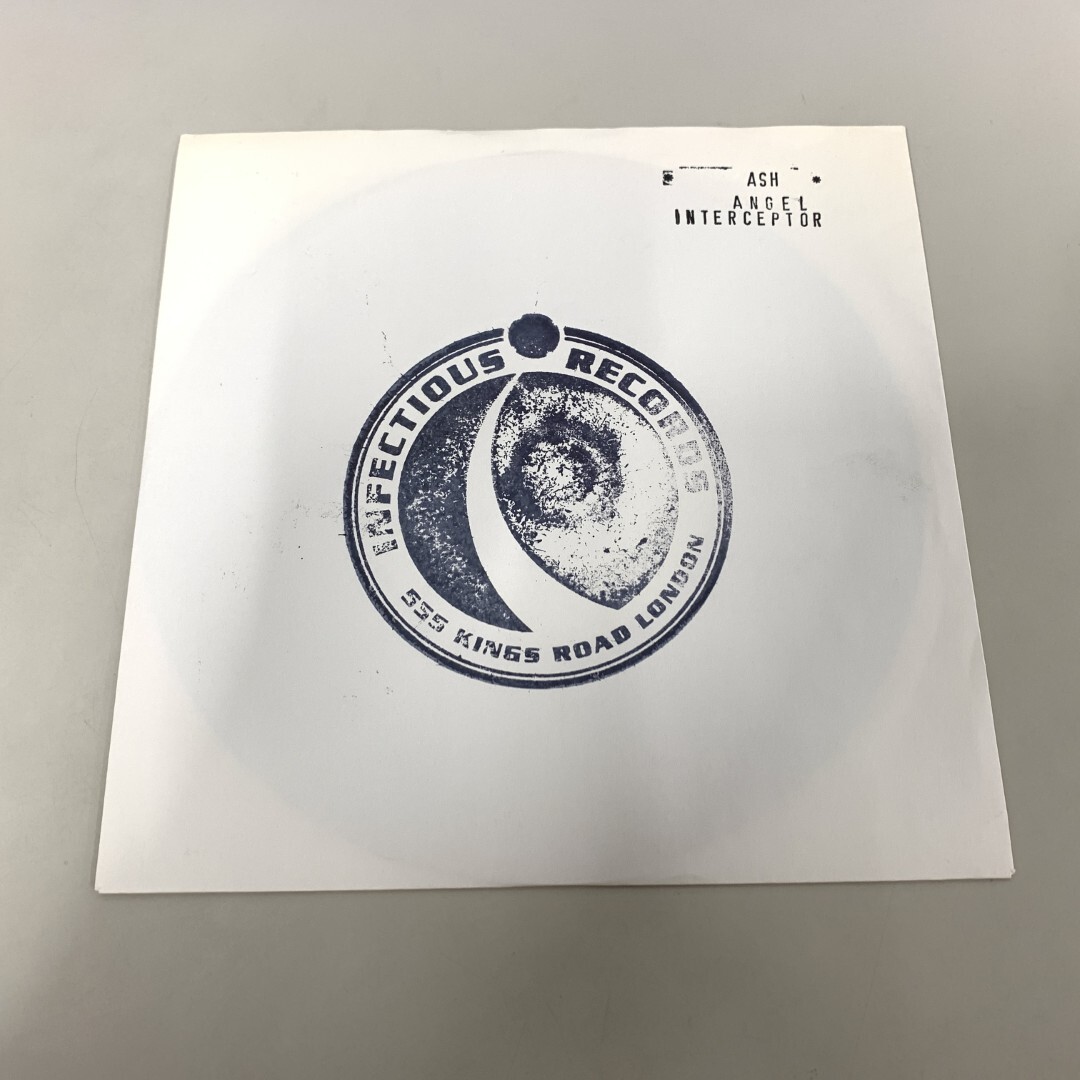 ASH
ANGEL
INTERCEPTOR
INFECTIOUS RECORDS
555 KINGS ROAD LONDON